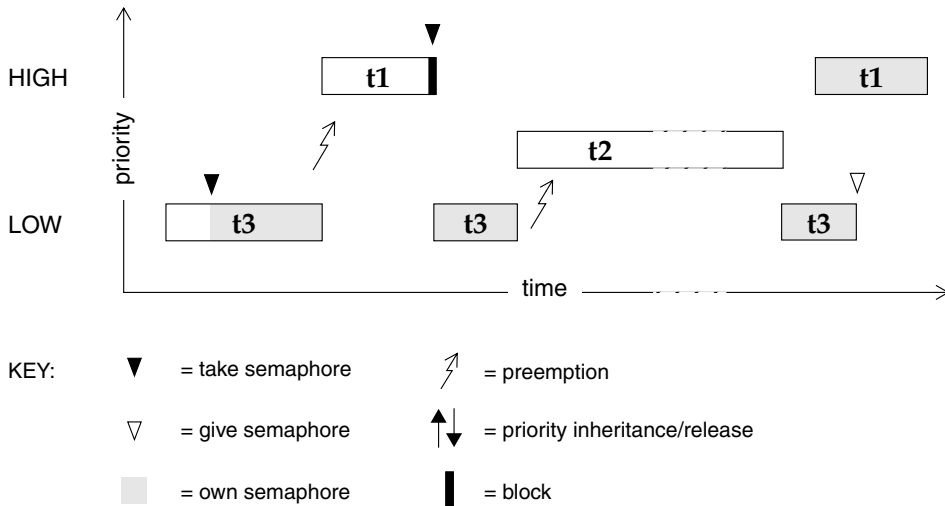 HIGH
t1
t1
priority
t2
LOW
t3
t3
t3
time
KEY:
= take semaphore
= preemption
= give semaphore
= priority inheritance/release
= own semaphore
= block